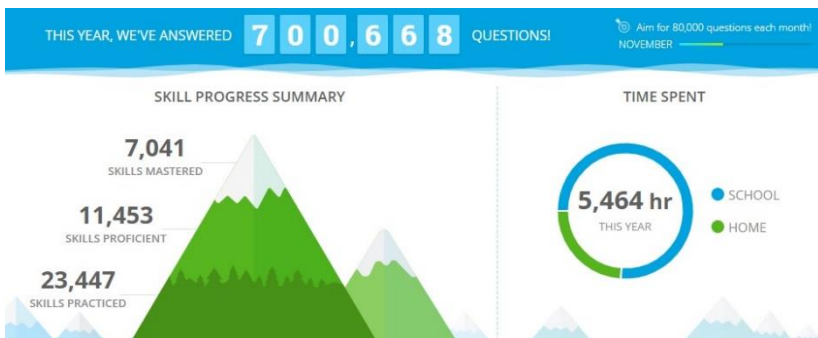 THIS YEAR, WE'VE ANSWERED 700,668 QUESTIONS!
Aim for 80,000 questions each month!
NOVEMBER
SKILL PROGRESS SUMMARY
7,041
SKILLS MASTERED
11,453
SKILLS PROFICIENT
23,447
SKILLS PRACTICED
TIME SPENT
5,464 hr
THIS YEAR
SCHOOL
HOME